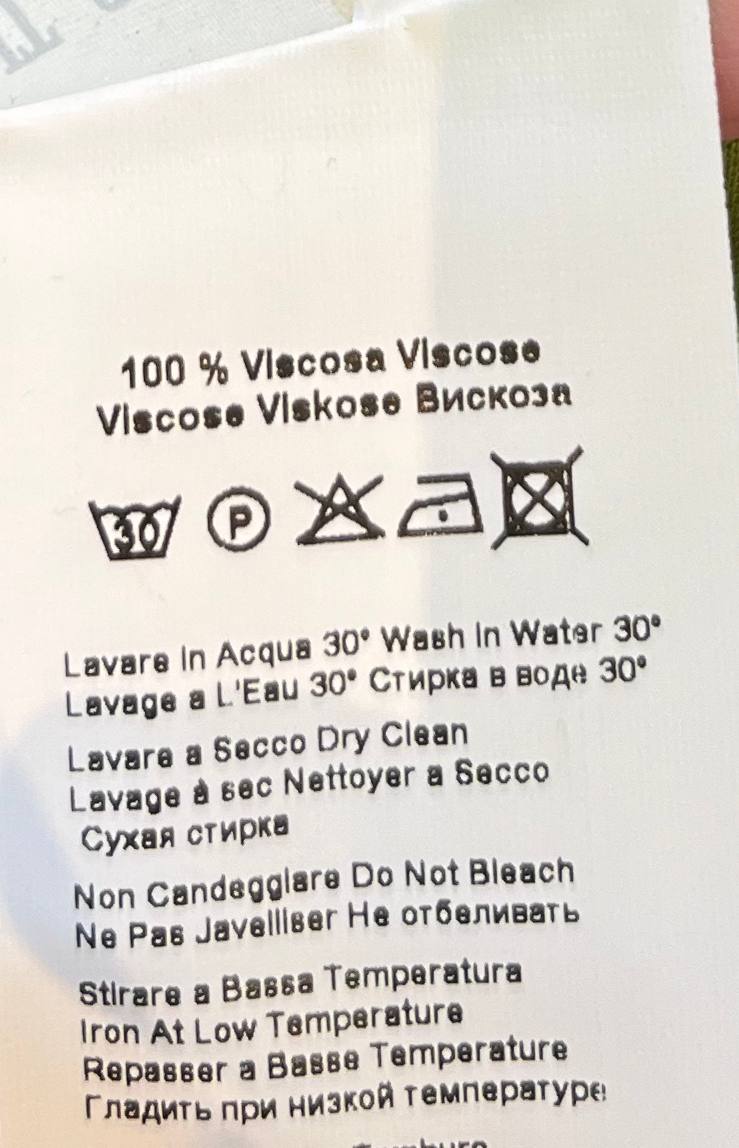 100 % Viscosa Viscose
Viscose Viskose Вискоза
30 P
Lavare In Acqua 30° Wash In Water 30°
Lavage a L'Eau 30° Стирка в воде 30°
Lavare a Secco Dry Clean
Lavage à sec Nettoyer a Secco
Сухая стирка
Non Candeggiare Do Not Bleach
Ne Pas Javelliser Не отбеливать
Stirare a Bassa Temperatura
Iron At Low Temperature
Repasser a Basse Temperature
Гладить при низкой температуре